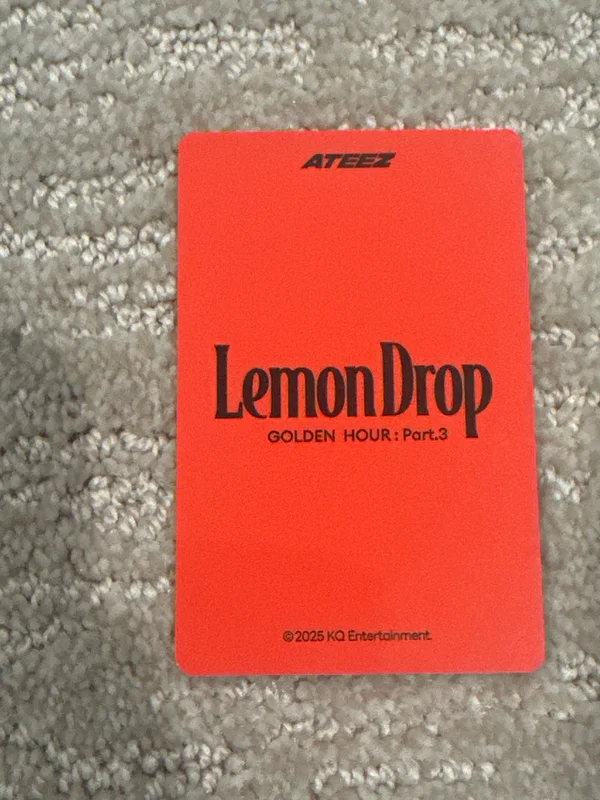 ATEEZ
Lemon Drop
GOLDEN HOUR : Part.3
©2025 KQ Entertainment.